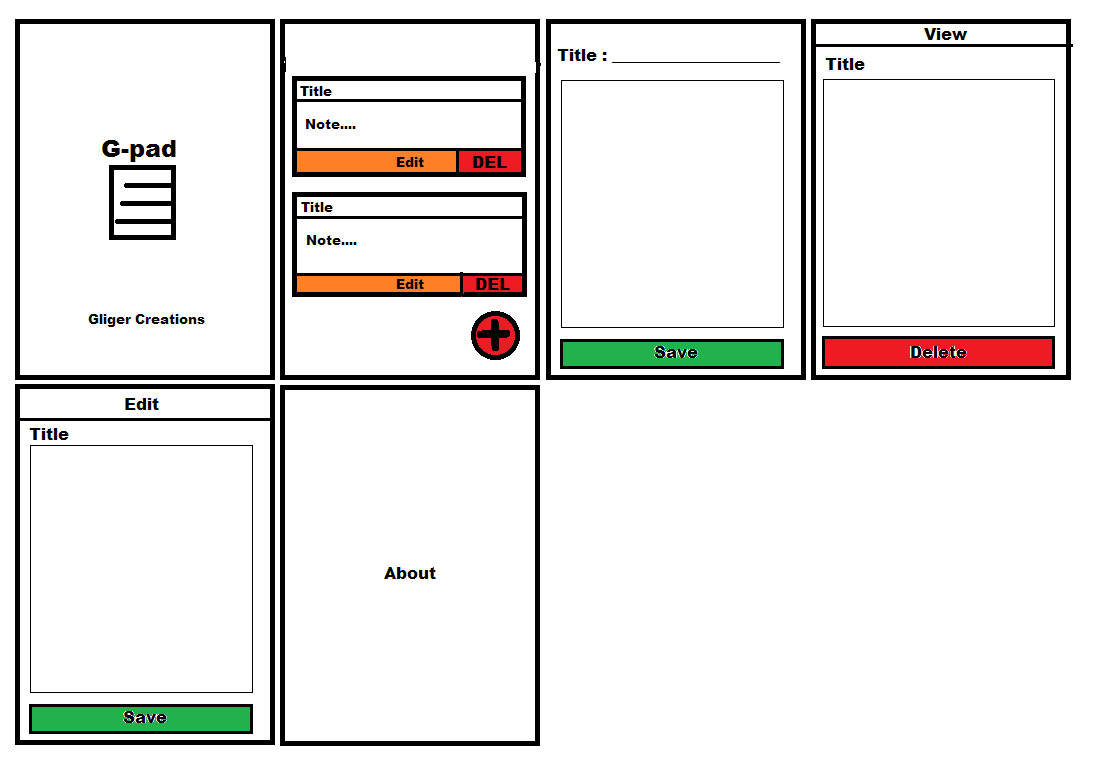 G-pad
Gliger Creations
Title
Note....
Edit
DEL
Title
Note....
Edit
DEL
Title : ____________________
Save
View
Title
Delete
Edit
Title
Save
About